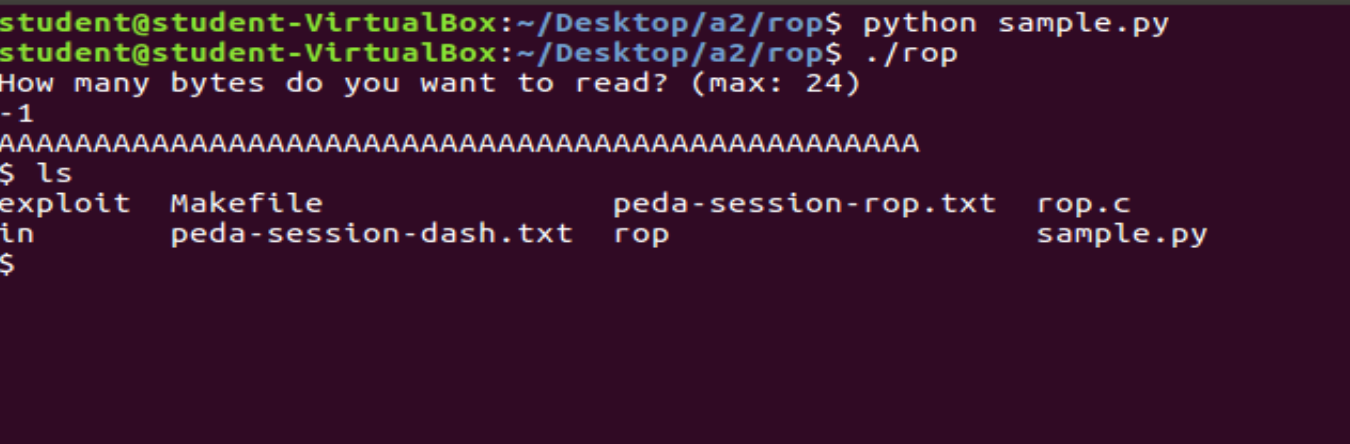 student@student-VirtualBox:~/Desktop/a2/rop$ python sample.py
student@student-VirtualBox:~/Desktop/a2/rop$ ./rop
How many bytes do you want to read? (max: 24)
-1
AAAAAAAAAAAAAAAAAAAAAAAAAAAAAAAAAAAAAAAAAAAAAAAA
$ ls
exploit  Makefile               peda-session-rop.txt  rop.c
in       peda-session-dash.txt  rop                   sample.py
$